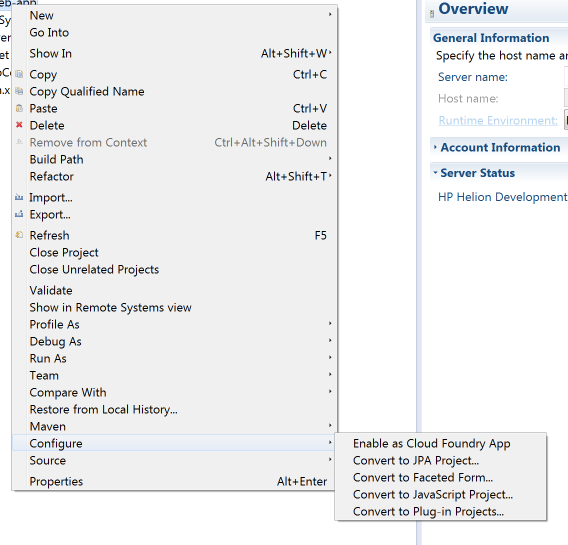 eb-app
New
Go Into
Show In Alt+Shift+W
Copy Ctrl+C
Copy Qualified Name
Paste Ctrl+V
Delete Delete
Remove from Context Ctrl+Alt+Shift+Down
Build Path
Refactor Alt+Shift+T
Import...
Export...
Refresh F5
Close Project
Close Unrelated Projects
Validate
Show in Remote Systems view
Profile As
Debug As
Run As
Team
Compare With
Restore from Local History...
Maven
Configure
Source
Properties Alt+Enter
Enable as Cloud Foundry App
Convert to JPA Project...
Convert to Faceted Form...
Convert to JavaScript Project...
Convert to Plug-in Projects...
Overview
General Information
Specify the host name an
Server name:
Host name:
Runtime Environment:
Account Information
Server Status
HP Helion Development